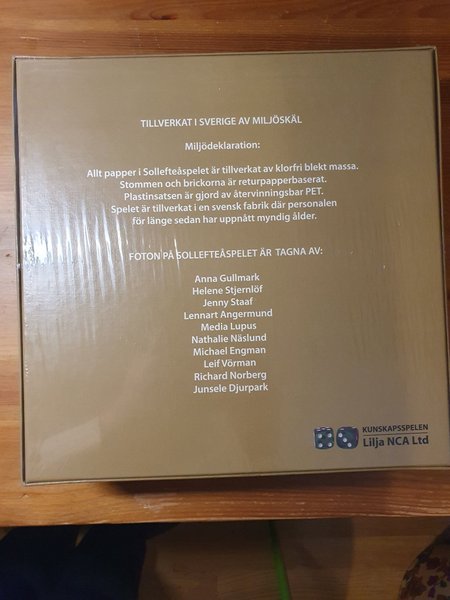 TILLVERKAT I SVERIGE AV MILJÖSKÄL
Miljödeklaration:
Allt papper i Sollefteåspelet är tillverkat av klorfri blekt massa.
Stommen och brickorna är returpapperbaserat.
Plastinsatsen är gjord av återvinningsbar PET.
Spelet är tillverkat i en svensk fabrik där personalen
för länge sedan har uppnått myndig ålder.
FOTON PÅ SOLLEFTEÅSPELET ÄR TAGNA AV:
Anna Gullmark
Helene Stjernlöf
Jenny Staaf
Lennart Angermund
Media Lupus
Nathalie Näslund
Michael Engman
Leif Vörman
Richard Norberg
Junsele Djurpark
KUNSKAPSSPELEN
Lilja NCA Ltd